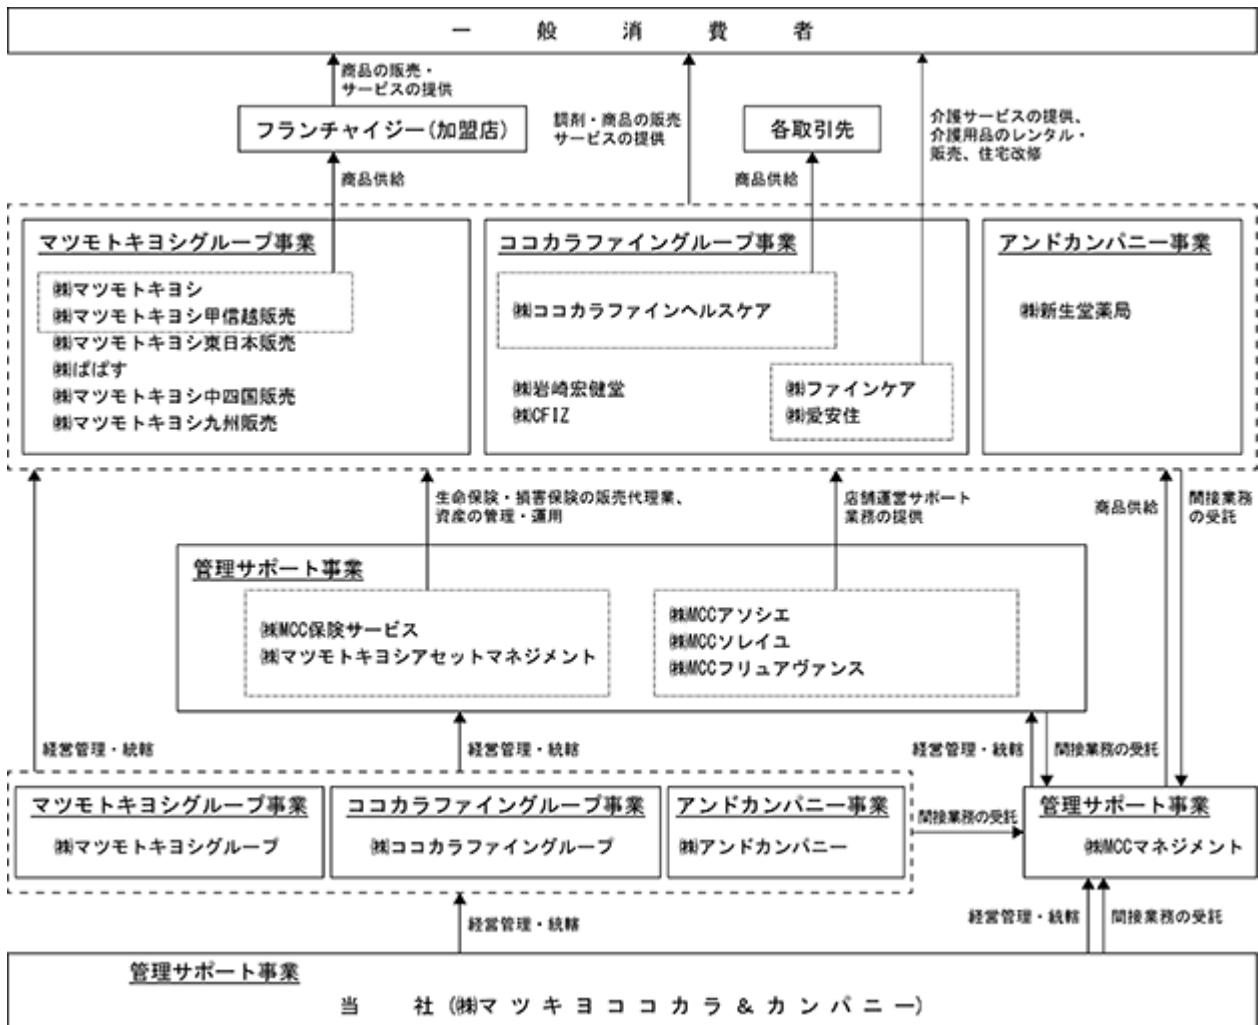 一般消費者
商品の販売・
サービスの提供
フランチャイジー(加盟店)
調剤・商品の販売
サービスの提供
各取引先
介護サービスの提供、
介護用品のレンタル・
販売、住宅改修
商品供給
商品供給
マツモトキヨシグループ事業
㈱マツモトキヨシ
㈱マツモトキヨシ甲信越販売
㈱マツモトキヨシ東日本販売
㈱ぱぱす
㈱マツモトキヨシ中四国販売
㈱マツモトキヨシ九州販売
ココカラファイングループ事業
㈱ココカラファインヘルスケア
㈱岩崎宏健堂
㈱CFIZ
㈱ファインケア
㈱愛安住
アンドカンパニー事業
㈱新生堂薬局
生命保険・損害保険の販売代理業、
資産の管理・運用
店舗運営サポート
業務の提供
商品供給
間接業務
の受託
管理サポート事業
㈱MCC保険サービス
㈱マツモトキヨシアセットマネジメント
㈱MCCアソシエ
㈱MCCソレイユ
㈱MCCフリュアヴァンス
経営管理・統轄
経営管理・統轄
経営管理・統轄
間接業務の受託
マツモトキヨシグループ事業
㈱マツモトキヨシグループ
ココカラファイングループ事業
㈱ココカラファイングループ
アンドカンパニー事業
㈱アンドカンパニー
間接業務の受託
管理サポート事業
㈱MCCマネジメント
経営管理・統轄
経営管理・統轄
間接業務の受託
管理サポート事業
当社(㈱マツキヨココカラ&カンパニー)